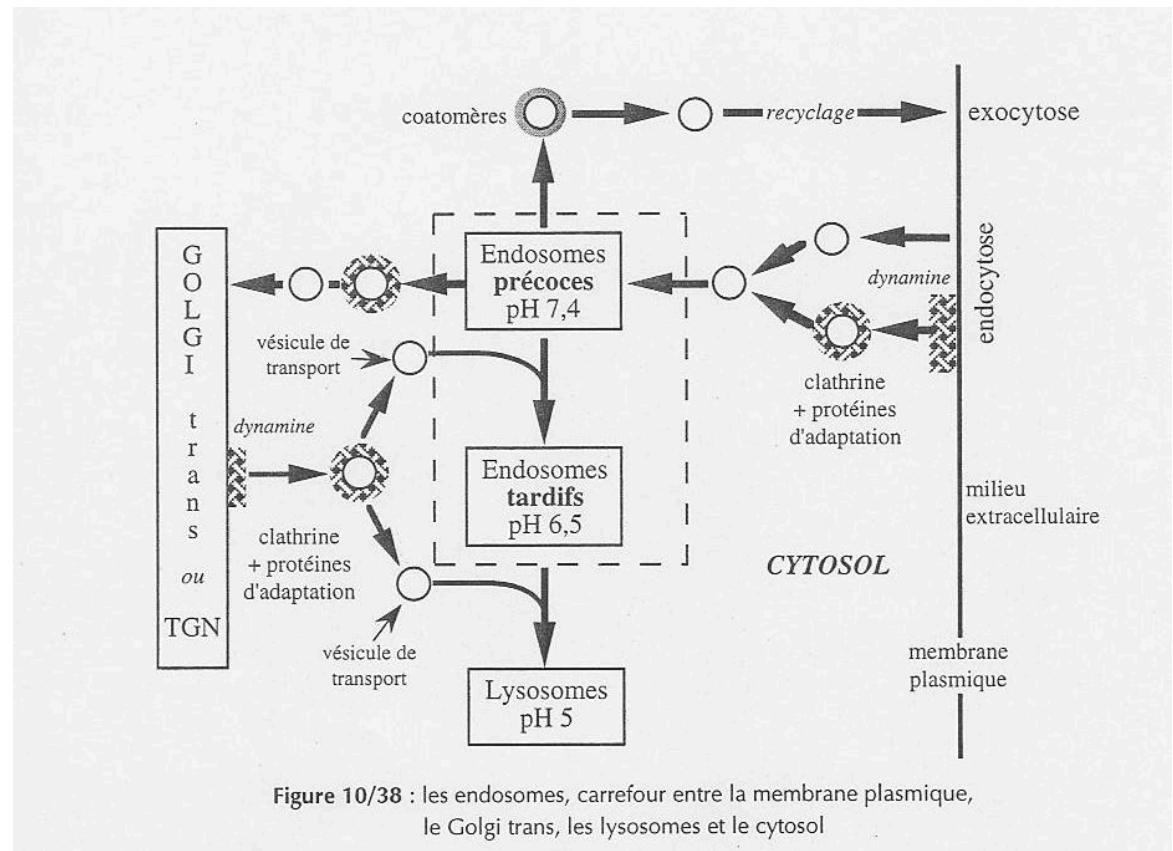 coatomères
recyclage
exocytose
GOLGI trans ou TGN
Endosomes
précoces
pH 7,4
dynamine
endocytose
vésicule de
transport
clathrine
+ protéines
d'adaptation
dynamine
Endosomes
tardifs
pH 6,5
milieu
extracellulaire
clathrine
+ protéines
d'adaptation
CYTOSOL
vésicule de
transport
membrane
plasmique
Lysosomes
pH 5
Figure 10/38 : les endosomes, carrefour entre la membrane plasmique,
le Golgi trans, les lysosomes et le cytosol